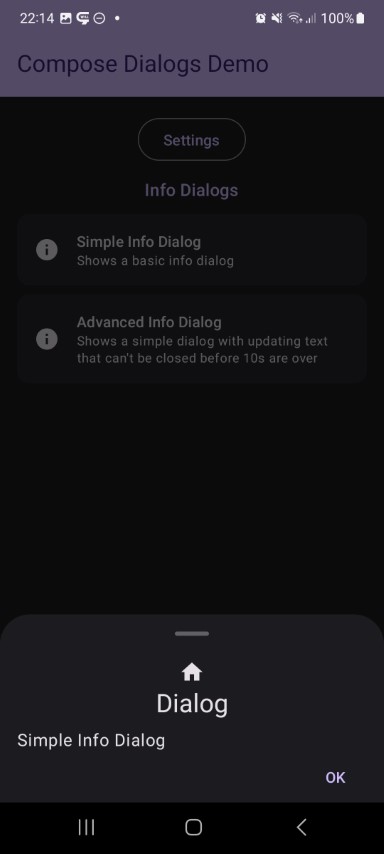 22:14
100%
Compose Dialogs Demo
Settings
Info Dialogs
Simple Info Dialog
Shows a basic info dialog
Advanced Info Dialog
Shows a simple dialog with updating text
that can't be closed before 10s are over
Dialog
Simple Info Dialog
OK